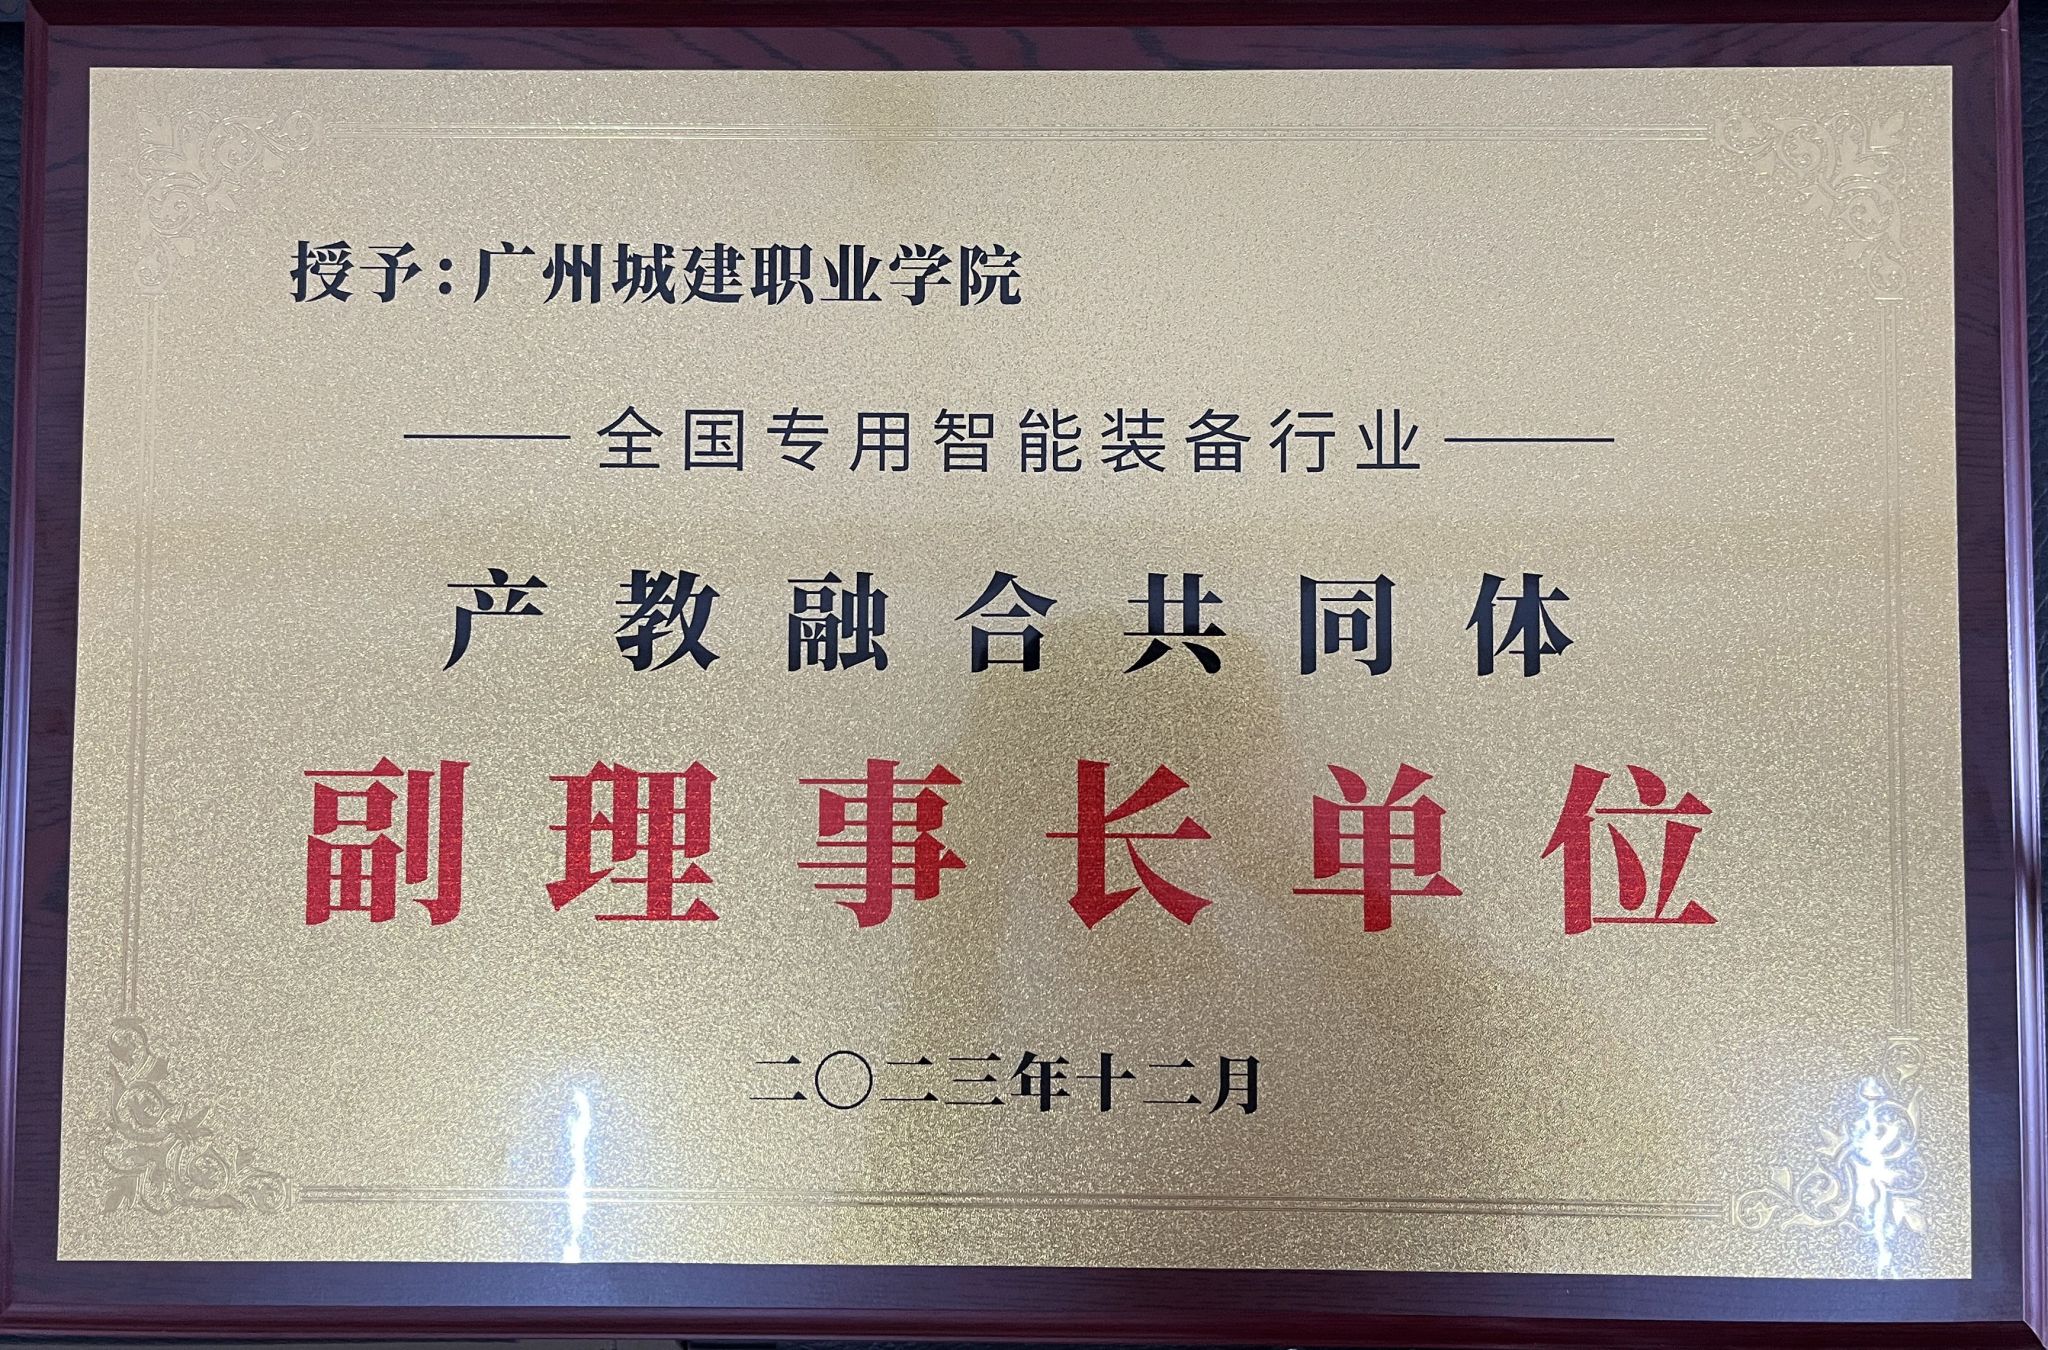 授予：广州城建职业学院
全国专用智能装备行业
产教融合共同体
副理事长单位
二〇二三年十二月